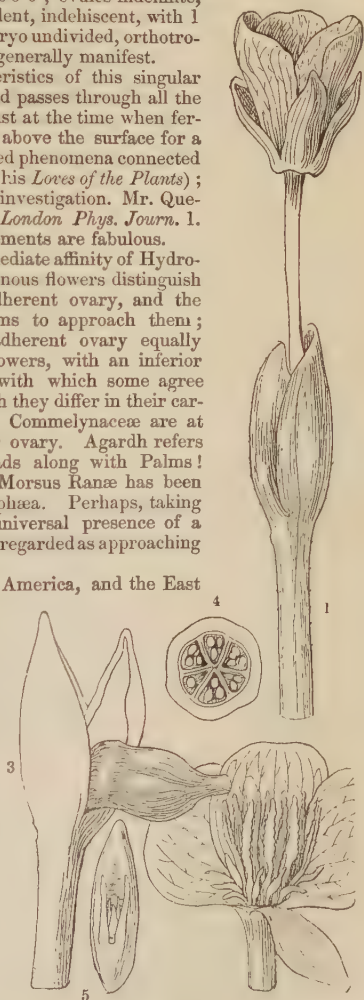 dent, indehiscent, with 1
ryo undivided, orthotro-
generally manifest.
eristics of this singular
d passes through all the
st at the time when fer-
above the surface for a
ed phenomena connected
his Loves of the Plants);
investigation. Mr. Que-
London Phys. Journ. 1.
ments are fabulous.
ediate affinity of Hydro-
nous flowers distinguish
dherent ovary, and the
ms to approach them;
dherent ovary equally
owers, with an inferior
with which some agree
h they differ in their car-
Commelynaceæ are at
ovary. Agardh refers
ds along with Palms!
Morsus Ranæ has been
phæa. Perhaps, taking
niversal presence of a
regarded as approaching
America, and the East
4
1
3
5